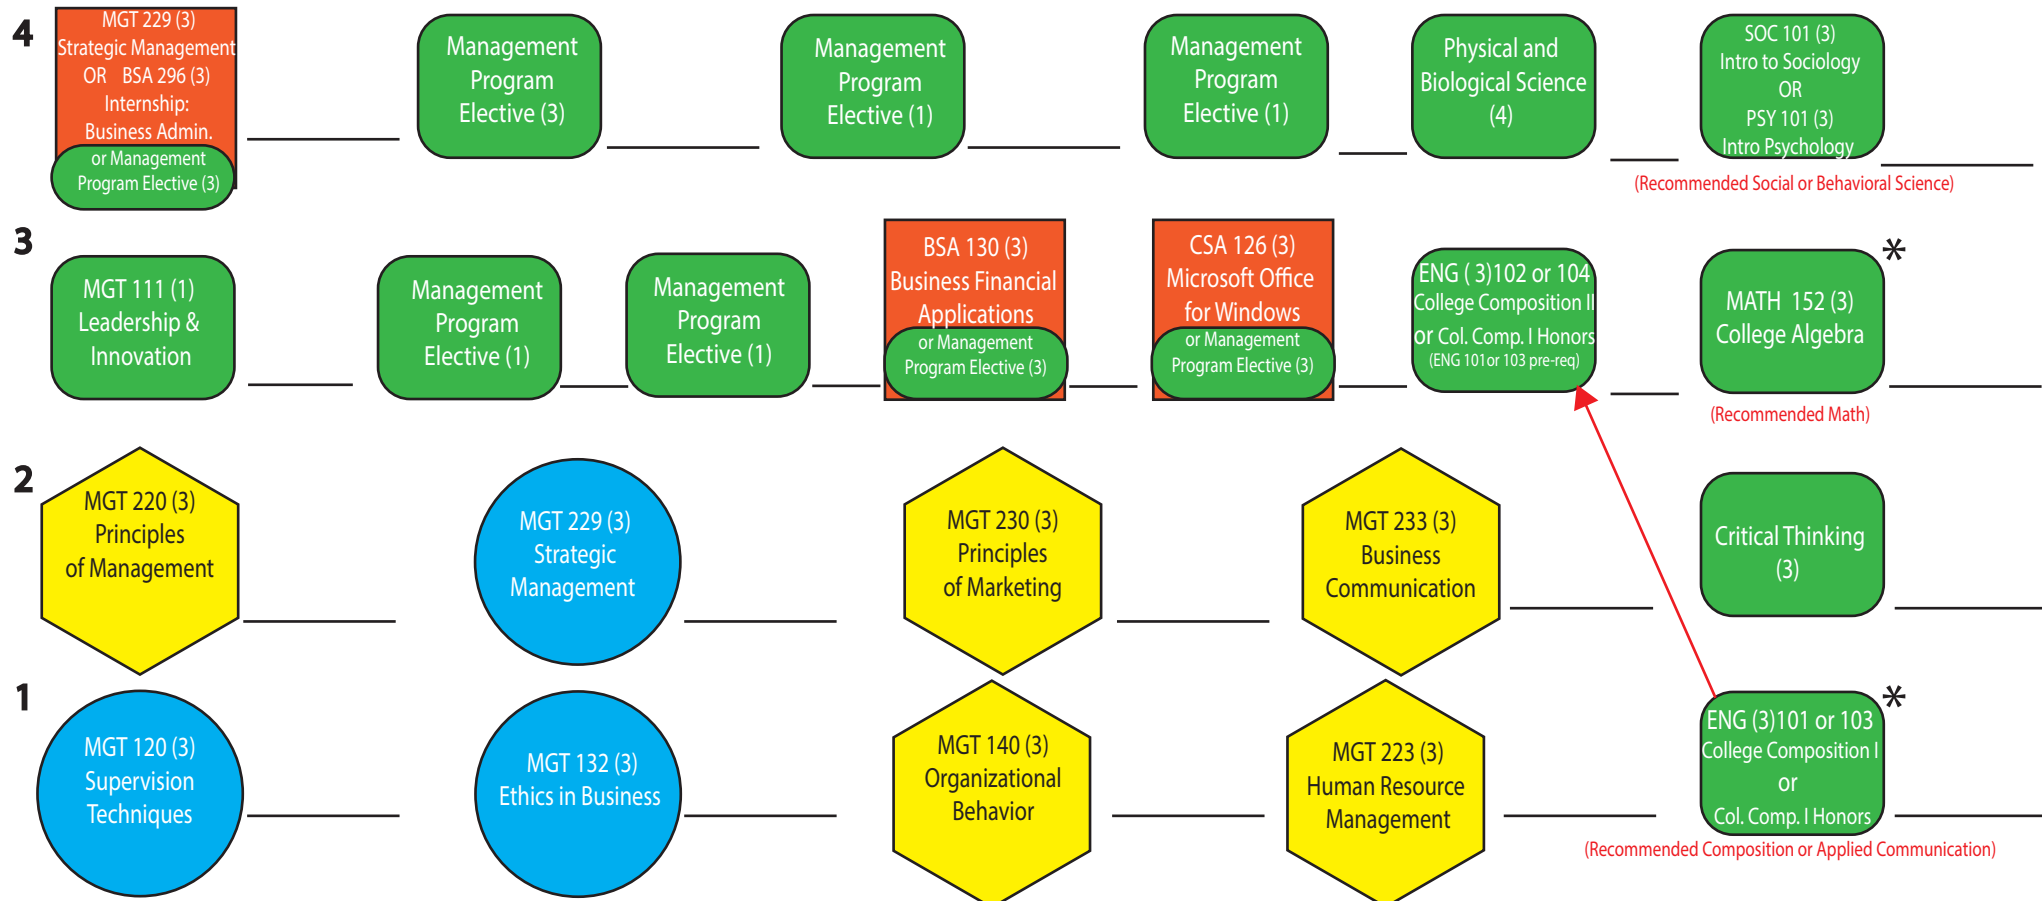 4
MGT 229 (3)
Strategic Management
OR BSA 296 (3)
Internship:
Business Admin.
or Management
Program Elective (3)
Management
Program
Elective (3)
Management
Program
Elective (1)
Management
Program
Elective (1)
Physical and
Biological Science
(4)
SOC 101 (3)
Intro to Sociology
OR
PSY 101 (3)
Intro Psychology
(Recommended Social or Behavioral Science)
3
MGT 111 (1)
Leadership &
Innovation
Management
Program
Elective (1)
Management
Program
Elective (1)
BSA 130 (3)
Business Financial
Applications
or Management
Program Elective (3)
CSA 126 (3)
Microsoft Office
for Windows
or Management
Program Elective (3)
ENG ( 3)102 or 104
College Composition II
or Col. Comp. I Honors
(ENG 101or 103 pre-req)
*
MATH 152 (3)
College Algebra
(Recommended Math)
2
MGT 220 (3)
Principles
of Management
MGT 229 (3)
Strategic
Management
MGT 230 (3)
Principles
of Marketing
MGT 233 (3)
Business
Communication
Critical Thinking
(3)
1
MGT 120 (3)
Supervision
Techniques
MGT 132 (3)
Ethics in Business
MGT 140 (3)
Organizational
Behavior
MGT 223 (3)
Human Resource
Management
*
ENG (3)101 or 103
College Composition I
or
Col. Comp. I Honors
(Recommended Composition or Applied Communication)